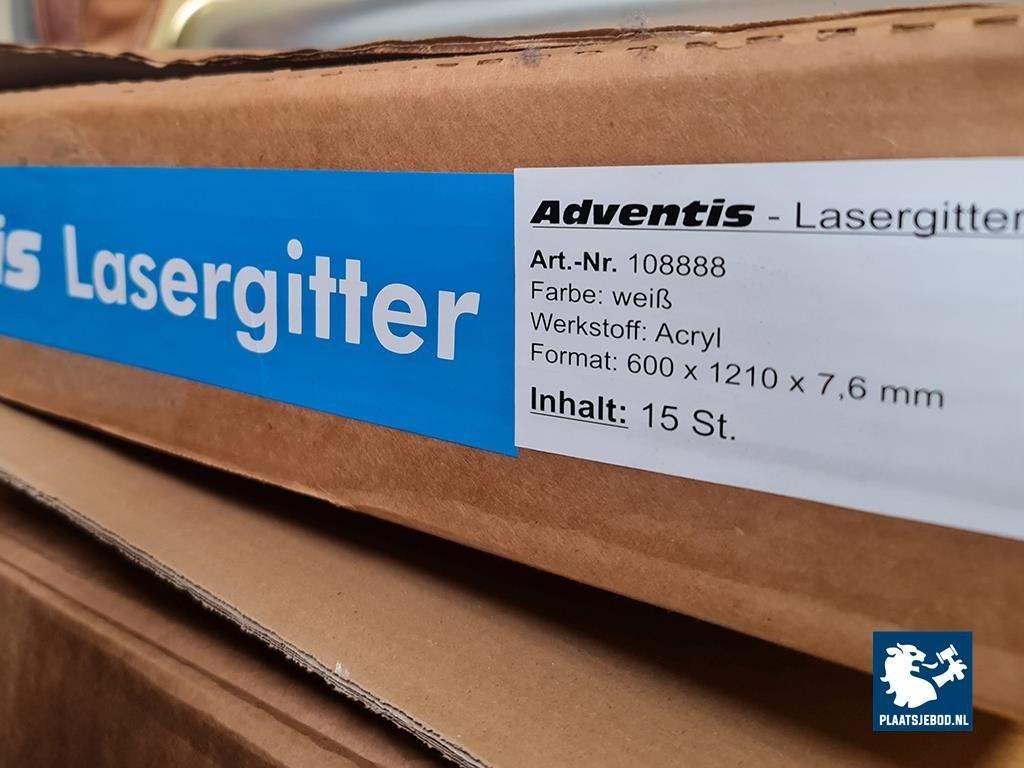 is Lasergitter
Adventis - Lasergitter
Art.-Nr. 108888
Farbe: weiß
Werkstoff: Acryl
Format: 600 x 1210 x 7,6 mm
Inhalt: 15 St.
PLAATSJEBOD.NL